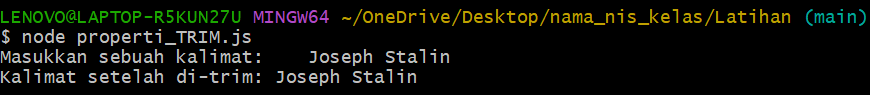 LENOVO@LAPTOP-R5KUN27U MINGW64 ~/OneDrive/Desktop/nama_nis_kelas/Latihan (main)
$ node properti_TRIM.js
Masukkan sebuah kalimat:    Joseph Stalin
Kalimat setelah di-trim: Joseph Stalin